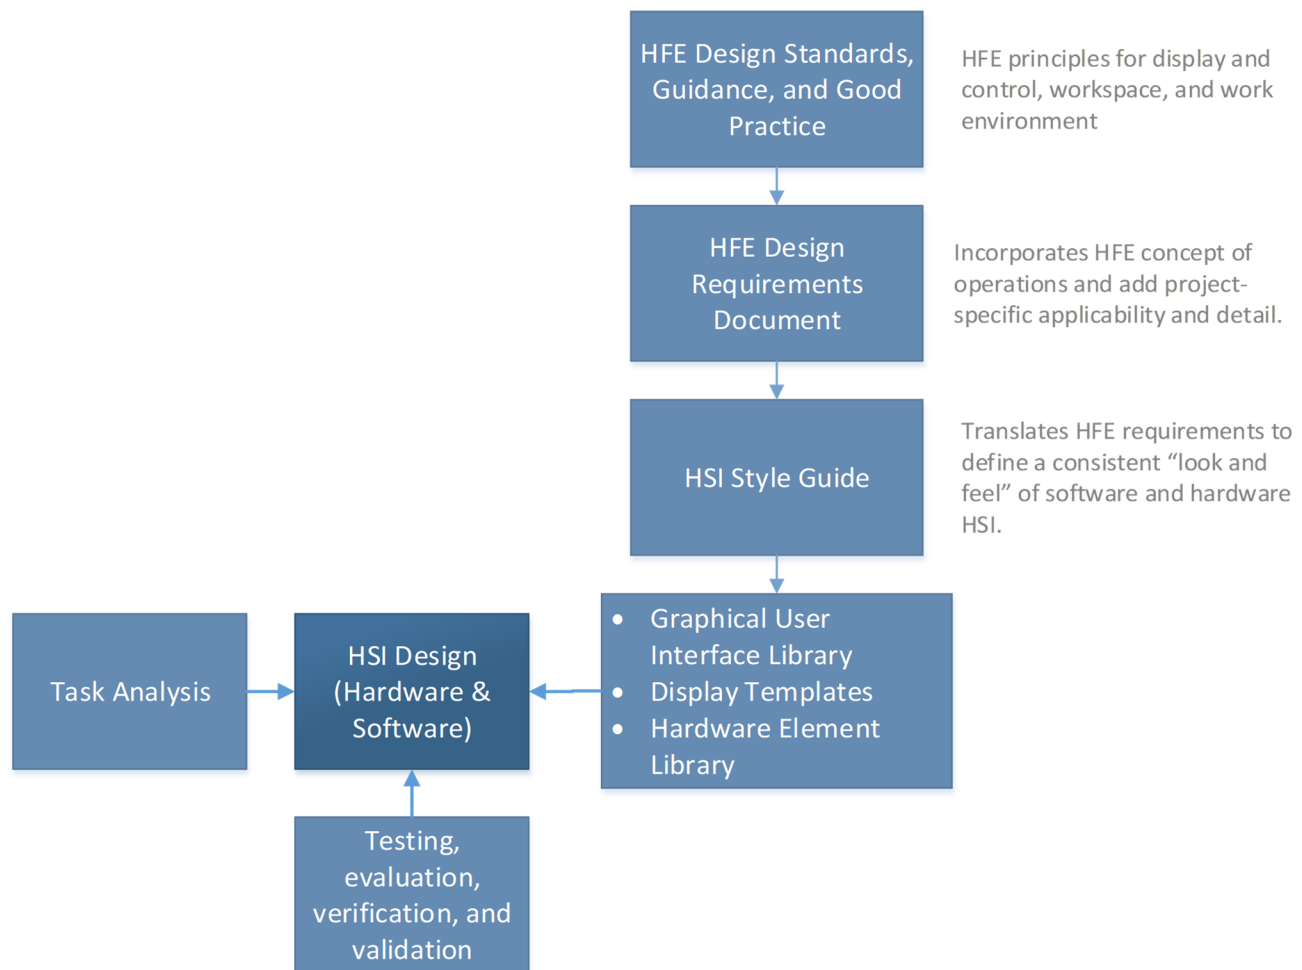 HFE Design Standards,
Guidance, and Good
Practice
HFE principles for display and
control, workspace, and work
environment
HFE Design
Requirements
Document
Incorporates HFE concept of
operations and add project-
specific applicability and detail.
HSI Style Guide
Translates HFE requirements to
define a consistent “look and
feel” of software and hardware
HSI.
Task Analysis
HSI Design
(Hardware &
Software)
• Graphical User
Interface Library
• Display Templates
• Hardware Element
Library
Testing,
evaluation,
verification, and
validation